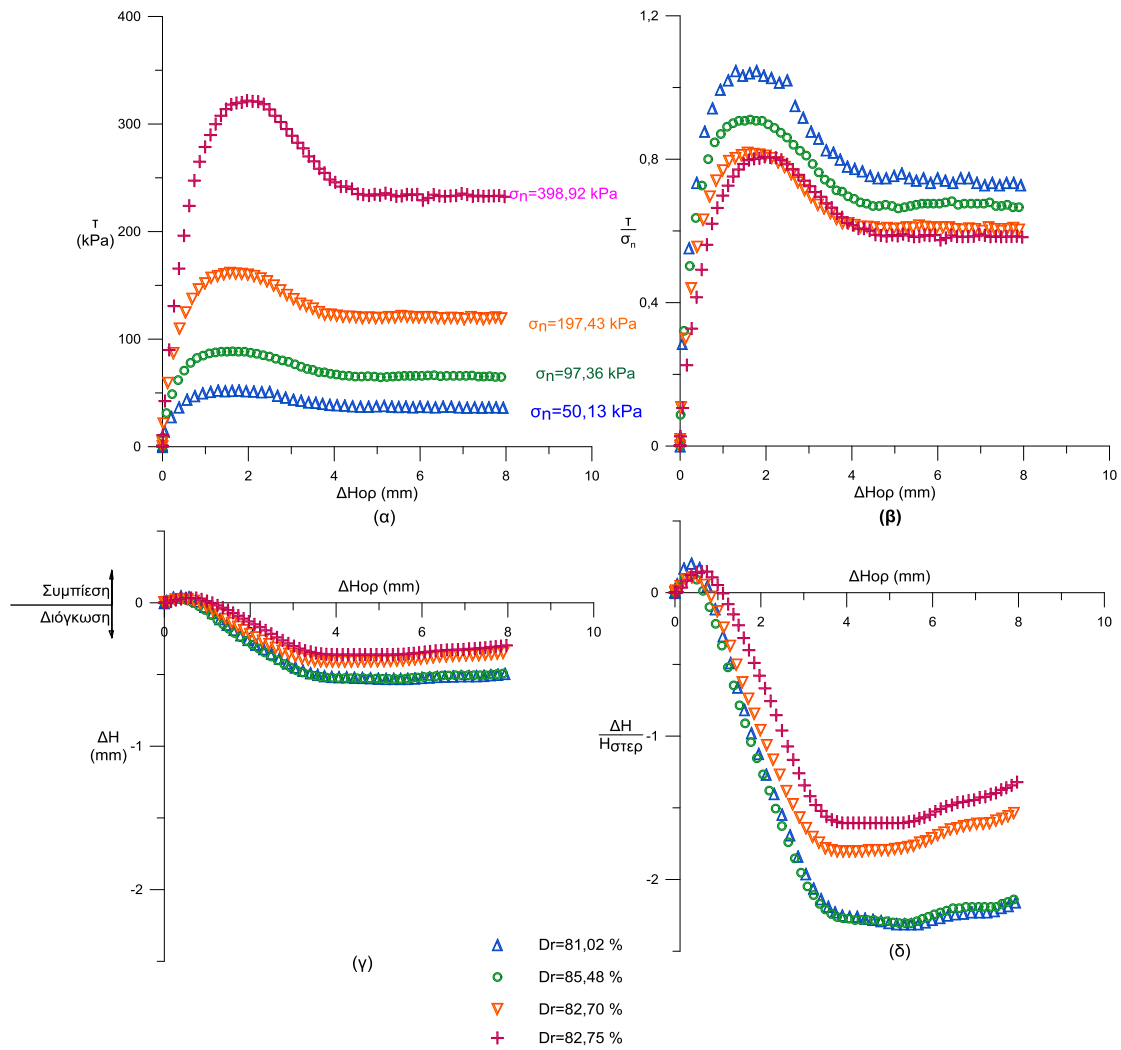 400
300
200
100
0
τ
(kPa)
σn=398,92 kPa
σn=197,43 kPa
σn=97,36 kPa
σn=50,13 kPa
0 2 4 6 8 10
ΔHορ (mm)
(α)
1,2
0,8
0,4
0
τ
σn
0 2 4 6 8 10
ΔHορ (mm)
(β)
Συμπίεση
Διόγκωση
0
-1
-2
ΔH
(mm)
ΔHορ (mm)
0 2 4 6 8 10
(γ)
0
-1
-2
ΔH
Hστερ
ΔHορ (mm)
0 2 4 6 8 10
(δ)
Dr=81,02 %
Dr=85,48 %
Dr=82,70 %
Dr=82,75 %